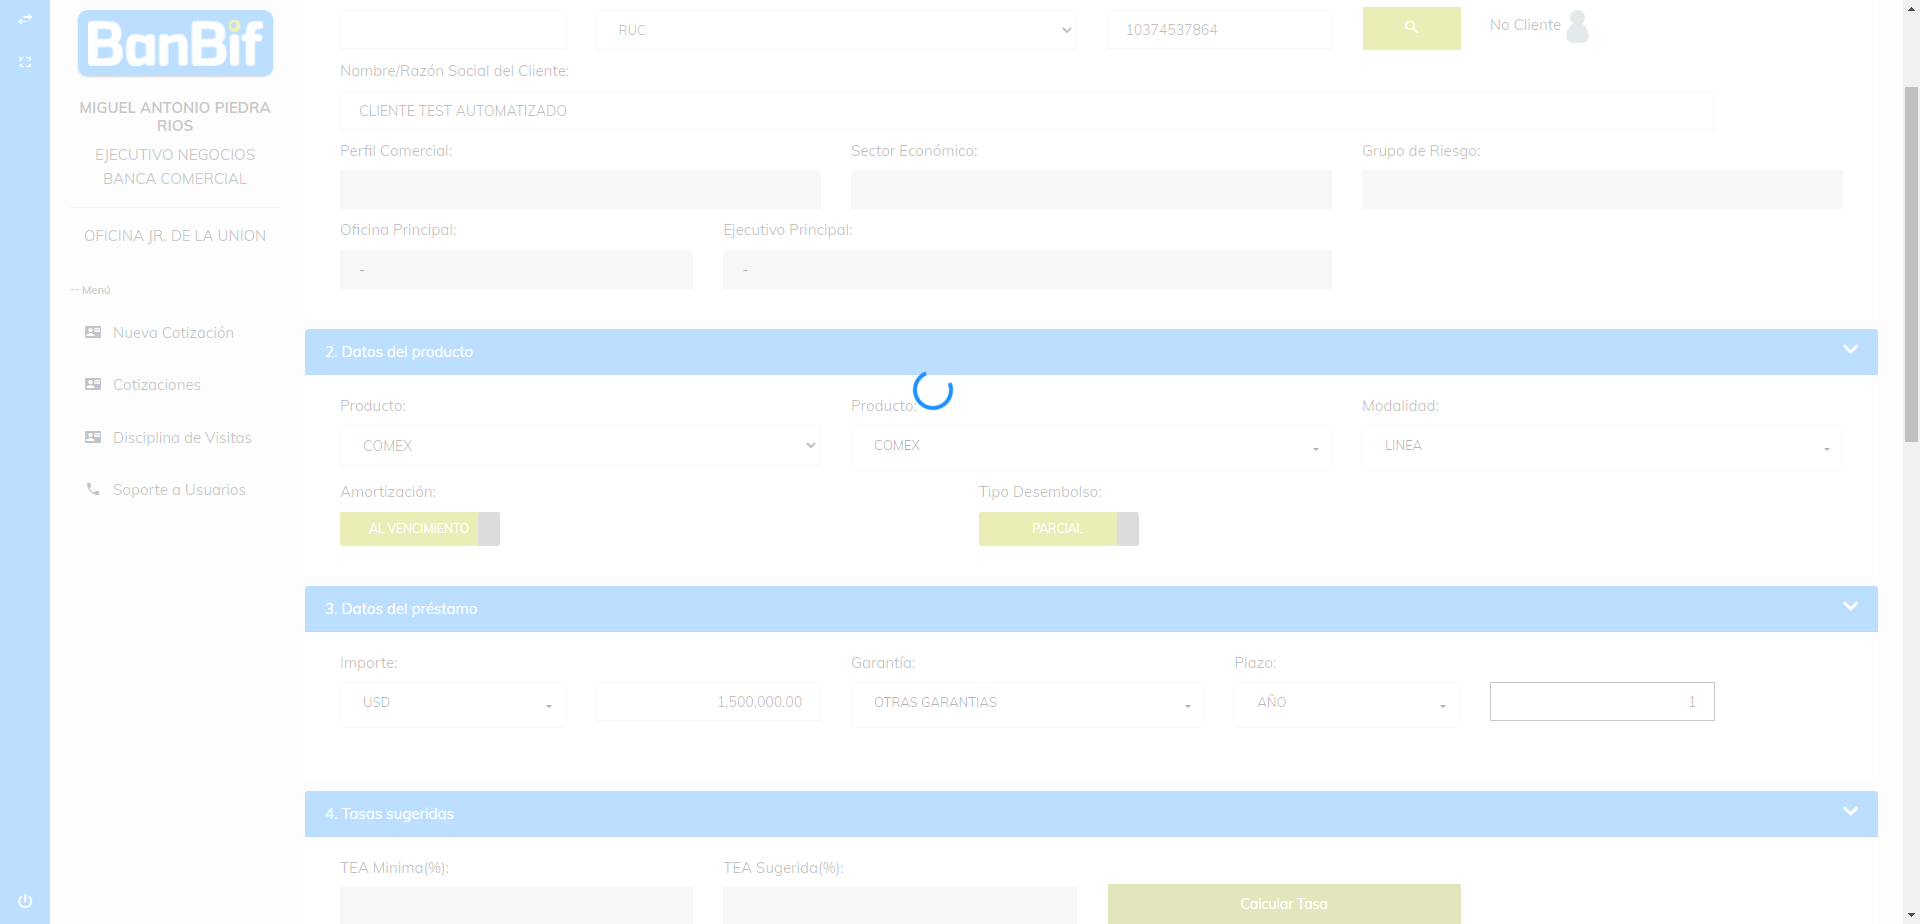 BanBif
MIGUEL ANTONIO PIEDRA
RIOS
EJECUTIVO NEGOCIOS
BANCA COMERCIAL
OFICINA JR. DE LA UNION
-- Menú
Nueva Cotización
Cotizaciones
Disciplina de Visitas
Soporte a Usuarios
RUC
10374537864
No Cliente
Nombre/Razón Social del Cliente:
CLIENTE TEST AUTOMATIZADO
Perfil Comercial:
Sector Económico:
Grupo de Riesgo:
Oficina Principal:
Ejecutivo Principal:
-
-
2. Datos del producto
Producto:
Producto:
Modalidad:
COMEX
COMEX
LINEA
Amortización:
Tipo Desembolso:
AL VENCIMIENTO
PARCIAL
3. Datos del préstamo
Importe:
Garantía:
Plazo:
USD
1,500,000.00
OTRAS GARANTIAS
AÑO
1
4. Tasas sugeridas
TEA Minima(%):
TEA Sugerida(%):
Calcular Tasa